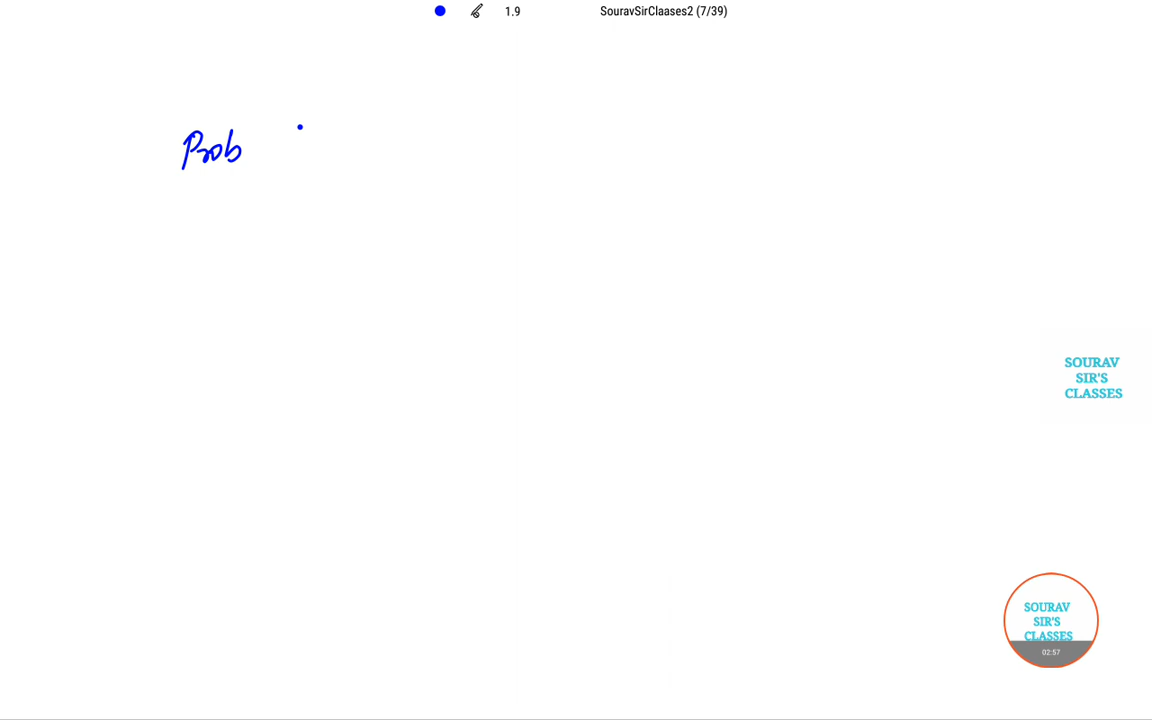 1.9 SouravSirClaases2 (7/39)
Prob
SOURAV
SIR'S
CLASSES
SOURAV
SIR'S
CLASSES
02:57